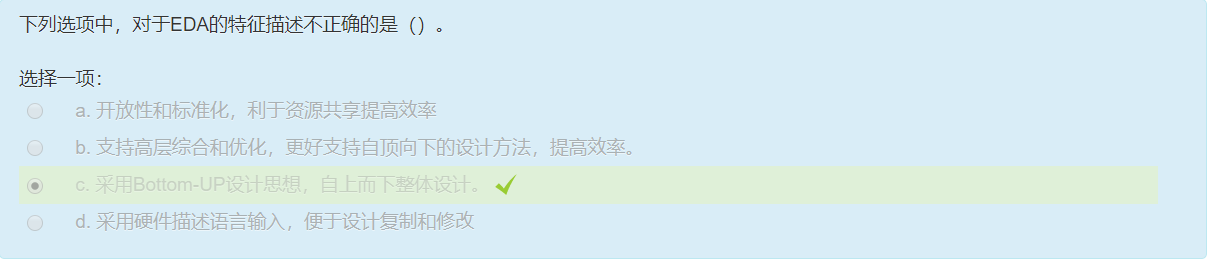 下列选项中，对于EDA的特征描述不正确的是（）。
选择一项：
a. 开放性和标准化，利于资源共享提高效率
b. 支持高层综合和优化，更好支持自顶向下的设计方法，提高效率。
c. 采用Bottom-UP设计思想，自上而下整体设计。
d. 采用硬件描述语言输入，便于设计复制和修改